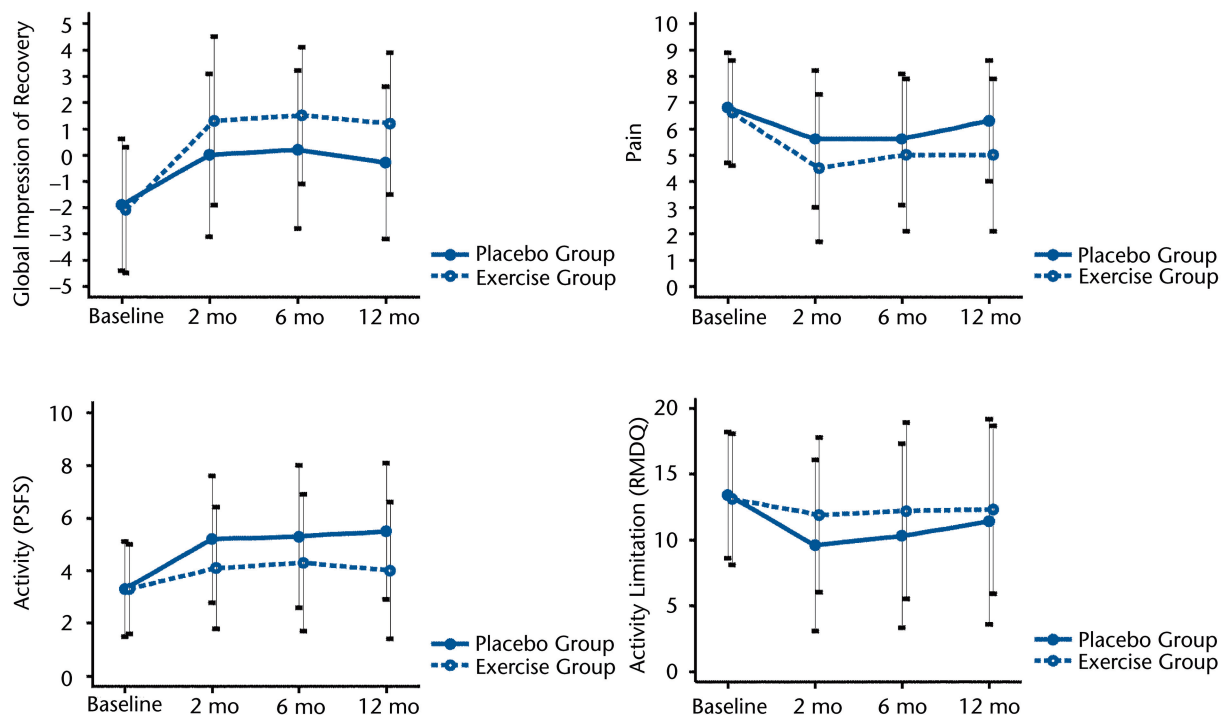 Global Impression of Recovery
5
4
3
2
1
0
–1
–2
–3
–4
–5
Baseline 2 mo 6 mo 12 mo
Placebo Group
Exercise Group
Pain
10
9
8
7
6
5
4
3
2
1
0
Baseline 2 mo 6 mo 12 mo
Placebo Group
Exercise Group
Activity (PSFS)
10
8
6
4
2
0
Baseline 2 mo 6 mo 12 mo
Placebo Group
Exercise Group
Activity Limitation (RMDQ)
20
15
10
5
0
Baseline 2 mo 6 mo 12 mo
Placebo Group
Exercise Group